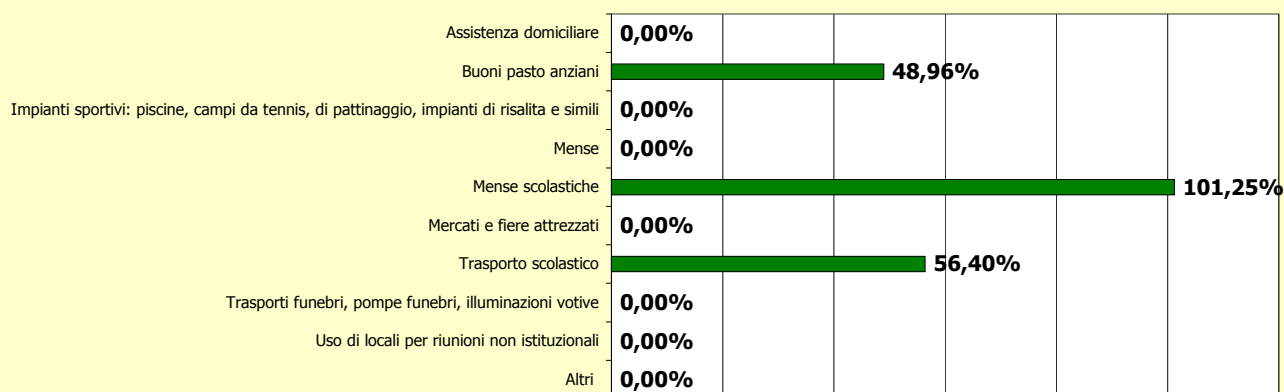 Assistenza domiciliare 0,00%
Buoni pasto anziani 48,96%
Impianti sportivi: piscine, campi da tennis, di pattinaggio, impianti di risalita e simili 0,00%
Mense 0,00%
Mense scolastiche 101,25%
Mercati e fiere attrezzati 0,00%
Trasporto scolastico 56,40%
Trasporti funebri, pompe funebri, illuminazioni votive 0,00%
Uso di locali per riunioni non istituzionali 0,00%
Altri 0,00%